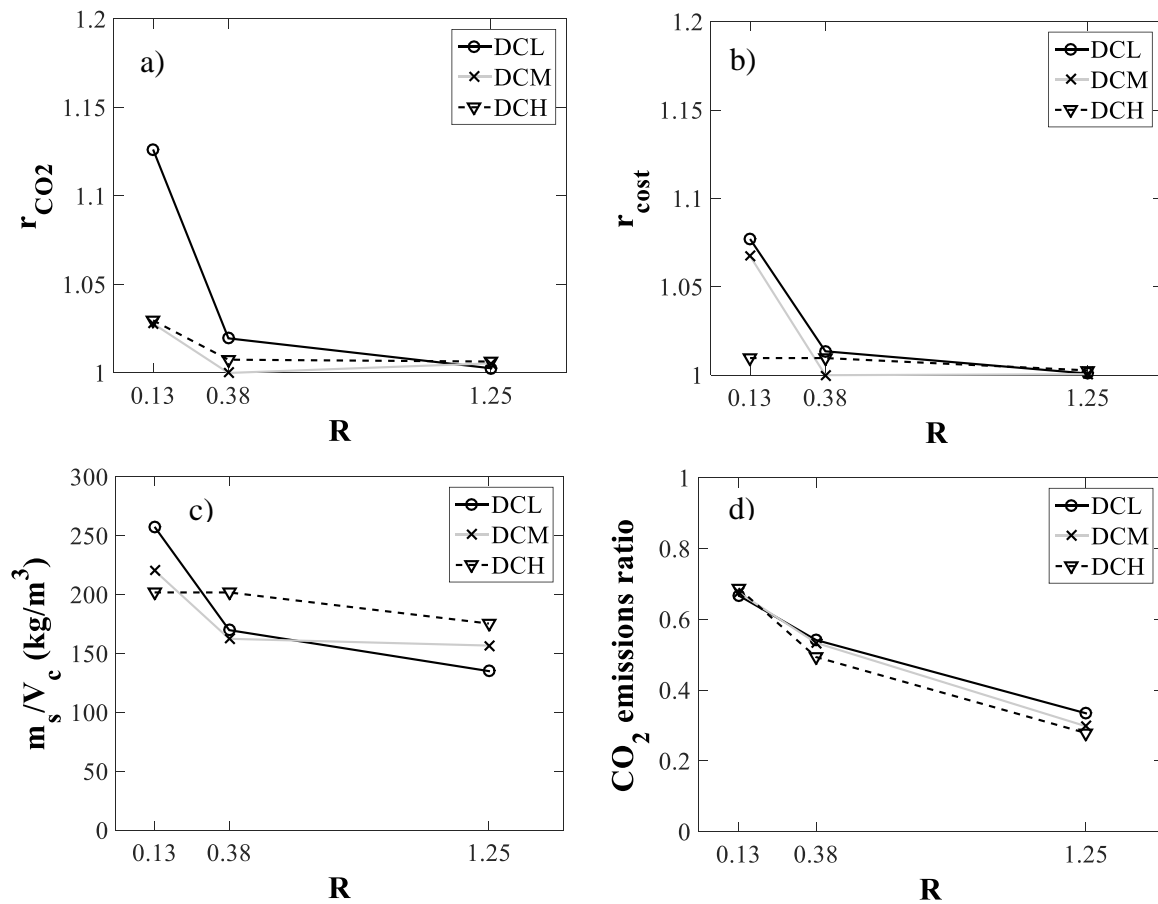 a)
1.2
1.15
1.1
1.05
1
r_CO2
0.13
0.38
1.25
R
DCL
DCM
DCH
b)
1.2
1.15
1.1
1.05
1
r_cost
0.13
0.38
1.25
R
DCL
DCM
DCH
c)
300
250
200
150
100
50
0
m_s/V_c (kg/m^3)
0.13
0.38
1.25
R
DCL
DCM
DCH
d)
1
0.8
0.6
0.4
0.2
0
CO_2 emissions ratio
0.13
0.38
1.25
R
DCL
DCM
DCH